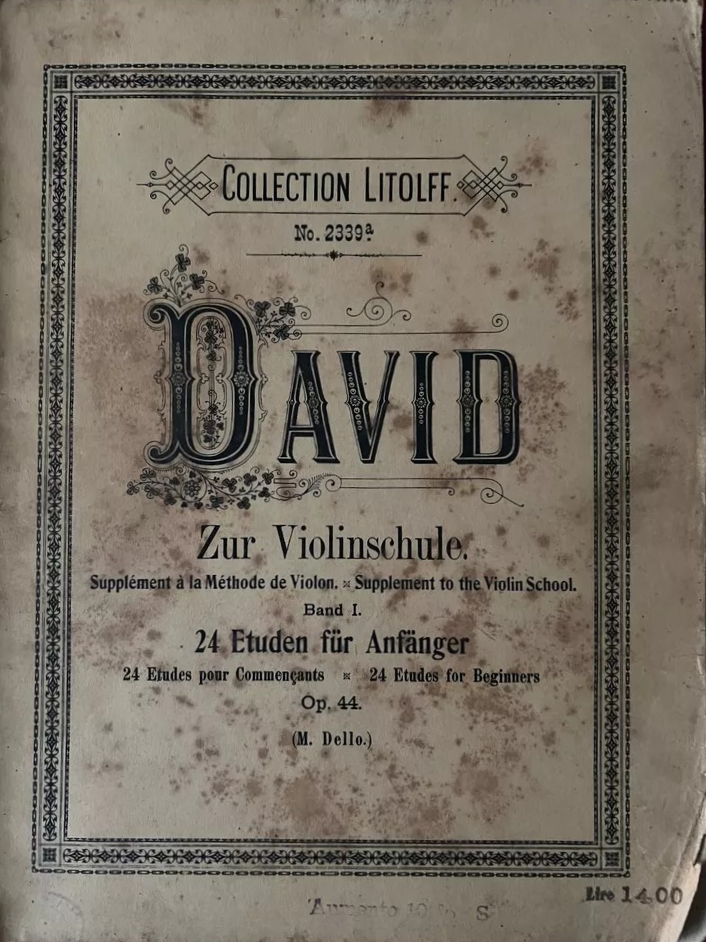 COLLECTION LITOLFF.
No. 2339ª
DAVID
Zur Violinschule.
Supplément à la Méthode de Violon. Supplement to the Violin School.
Band I.
24 Etuden für Anfänger
24 Etudes pour Commençants 24 Etudes for Beginners
Op. 44.
(M. Dello.)
Lire 14.00
Aumento